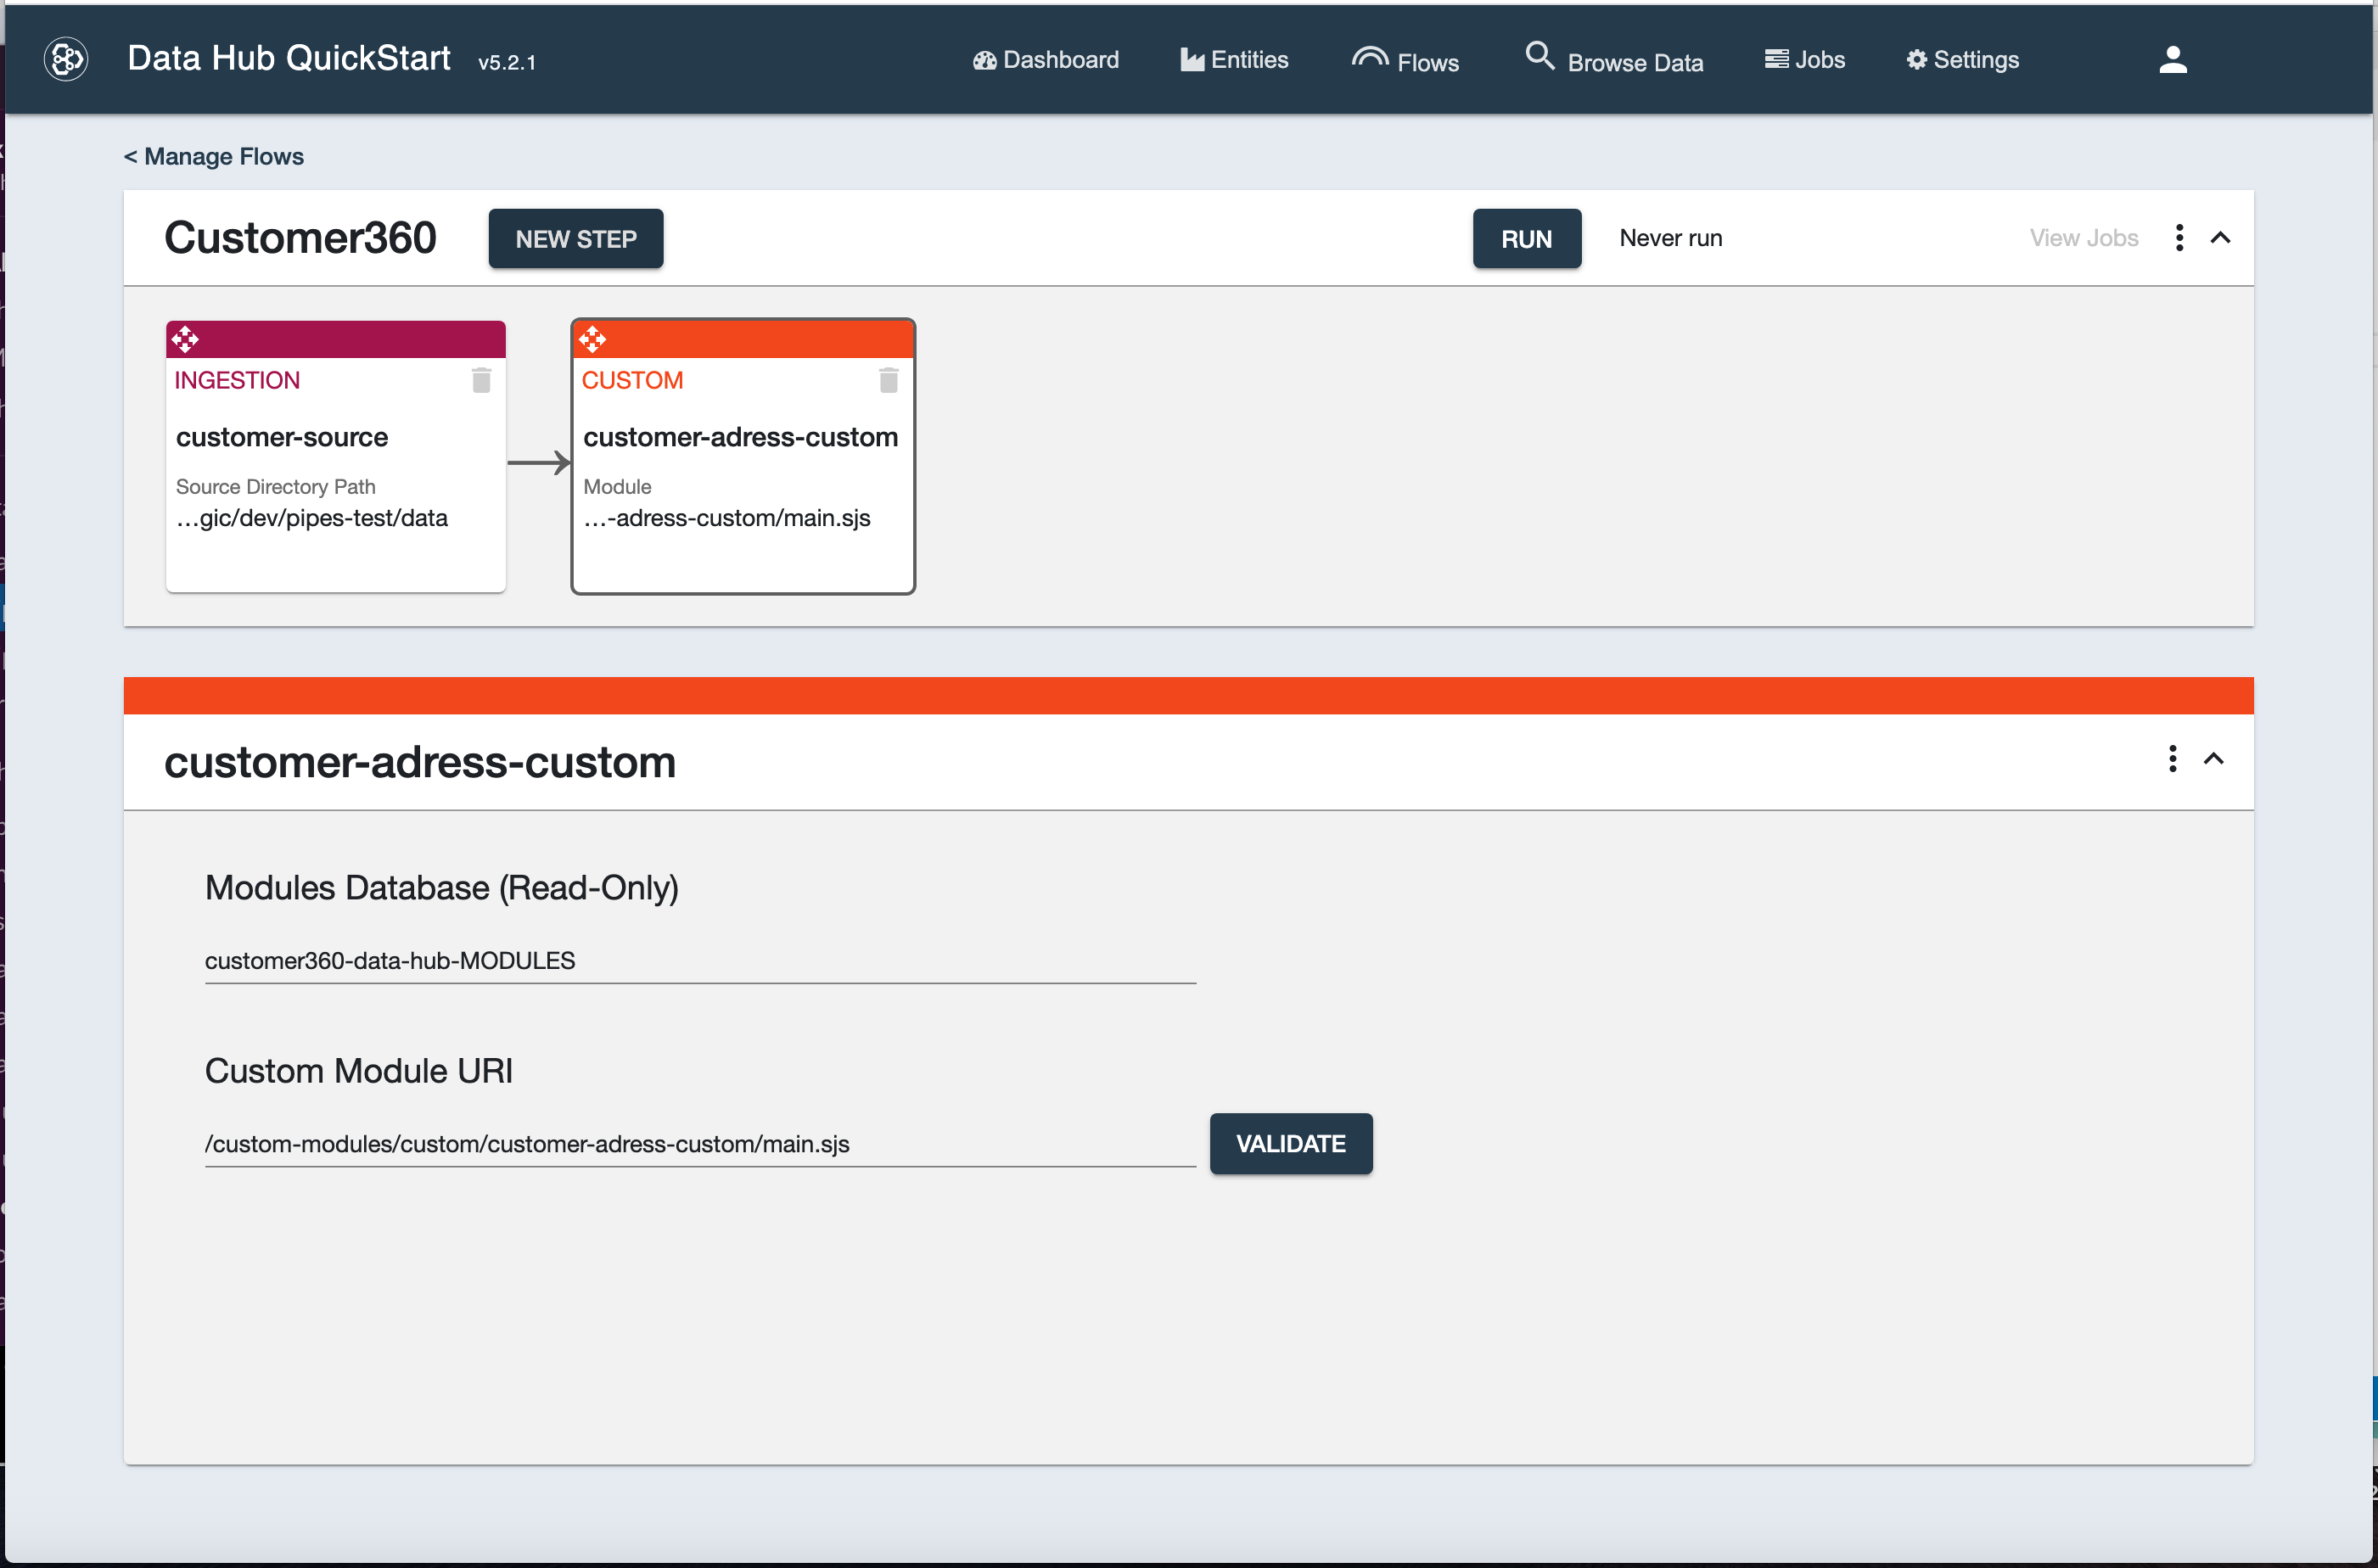 Data Hub QuickStart v5.2.1 Dashboard Entities Flows Browse Data Jobs Settings
< Manage Flows
Customer360 NEW STEP RUN Never run View Jobs
INGESTION
customer-source
Source Directory Path
...gic/dev/pipes-test/data
CUSTOM
customer-adress-custom
Module
...-adress-custom/main.sjs
customer-adress-custom
Modules Database (Read-Only)
customer360-data-hub-MODULES
Custom Module URI
/custom-modules/custom/customer-adress-custom/main.sjs VALIDATE